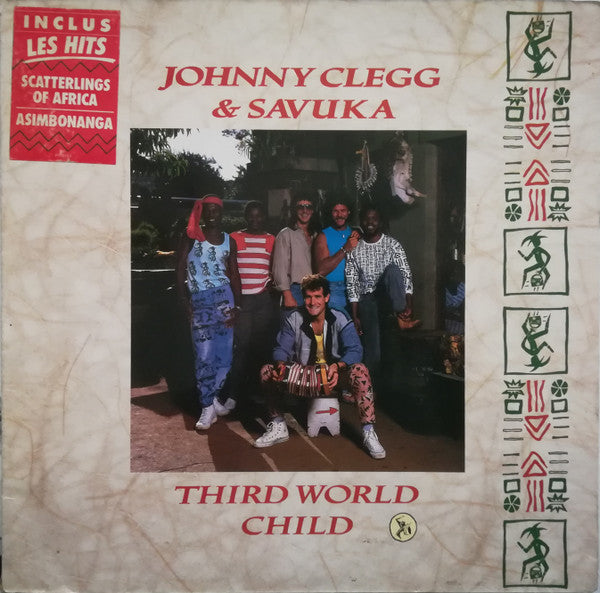 INCLUS
LES HITS
SCATTERLINGS
OF AFRICA
ASIMBONANGA
JOHNNY CLEGG
& SAVUKA
THIRD WORLD
CHILD